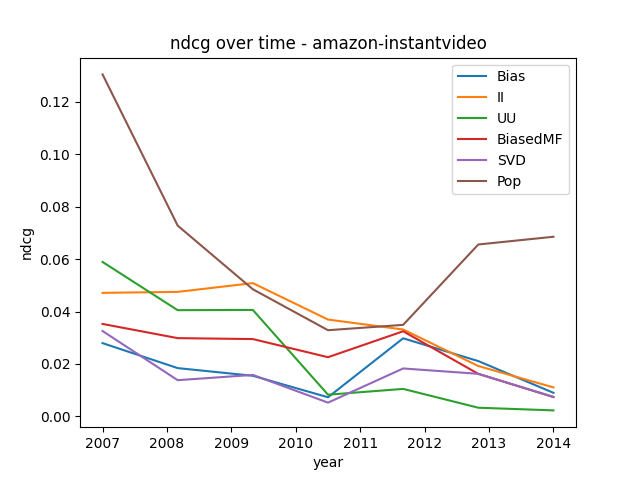 ndcg over time - amazon-instantvideo
Bias
II
UU
BiasedMF
SVD
Pop
0.12
0.10
0.08
0.06
0.04
0.02
0.00
ndcg
2007 2008 2009 2010 2011 2012 2013 2014
year